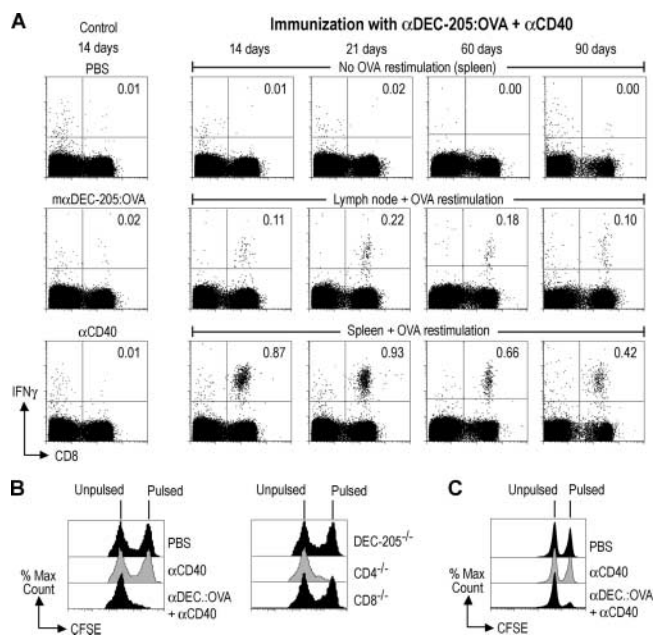 A
Control
14 days
Immunization with αDEC-205:OVA + αCD40
14 days 21 days 60 days 90 days
PBS
No OVA restimulation (spleen)
0.01 0.01 0.02 0.00 0.00
mαDEC-205:OVA
Lymph node + OVA restimulation
0.02 0.11 0.22 0.18 0.10
αCD40
Spleen + OVA restimulation
0.01 0.87 0.93 0.66 0.42
IFNγ
CD8
B
Unpulsed Pulsed
PBS
αCD40
αDEC.:OVA
+ αCD40
% Max
Count
CFSE
DEC-205-/-
CD4-/-
CD8-/-
C
Unpulsed Pulsed
PBS
αCD40
αDEC.:OVA
+ αCD40
% Max
Count
CFSE